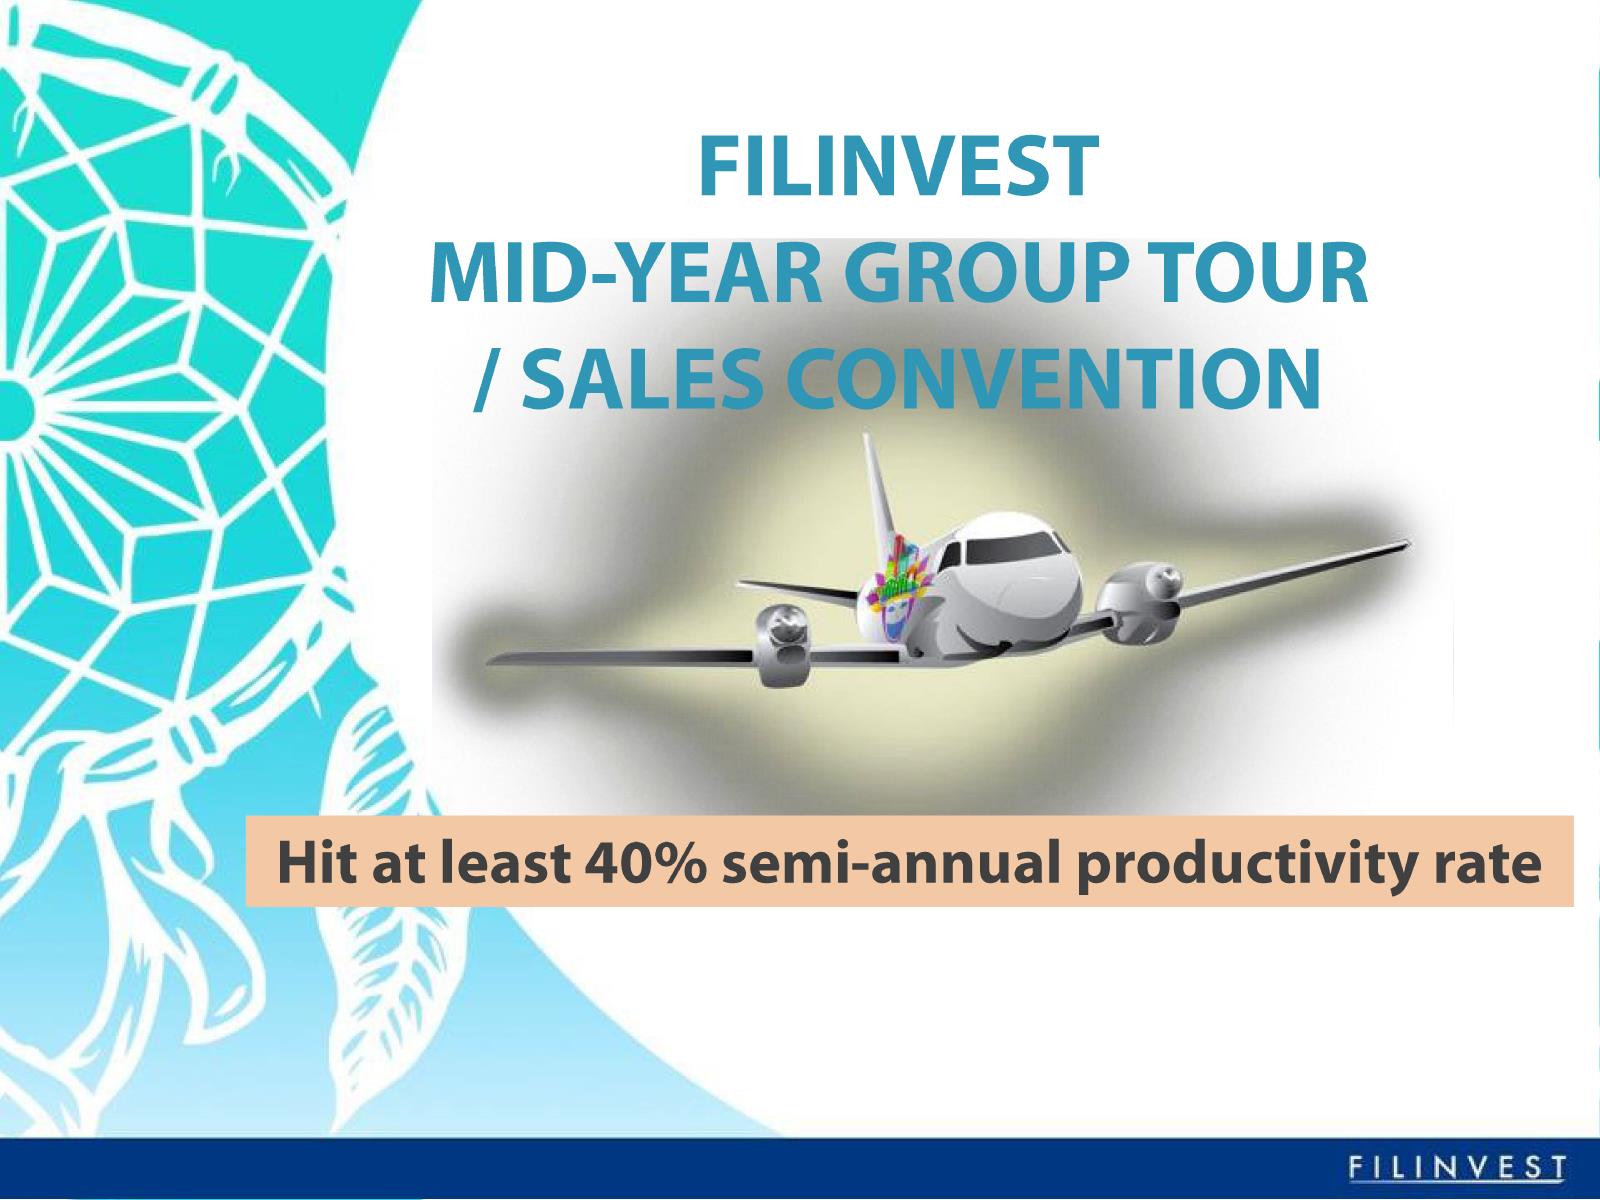 FILINVEST
MID-YEAR GROUP TOUR
/ SALES CONVENTION
Hit at least 40% semi-annual productivity rate
FILINVEST